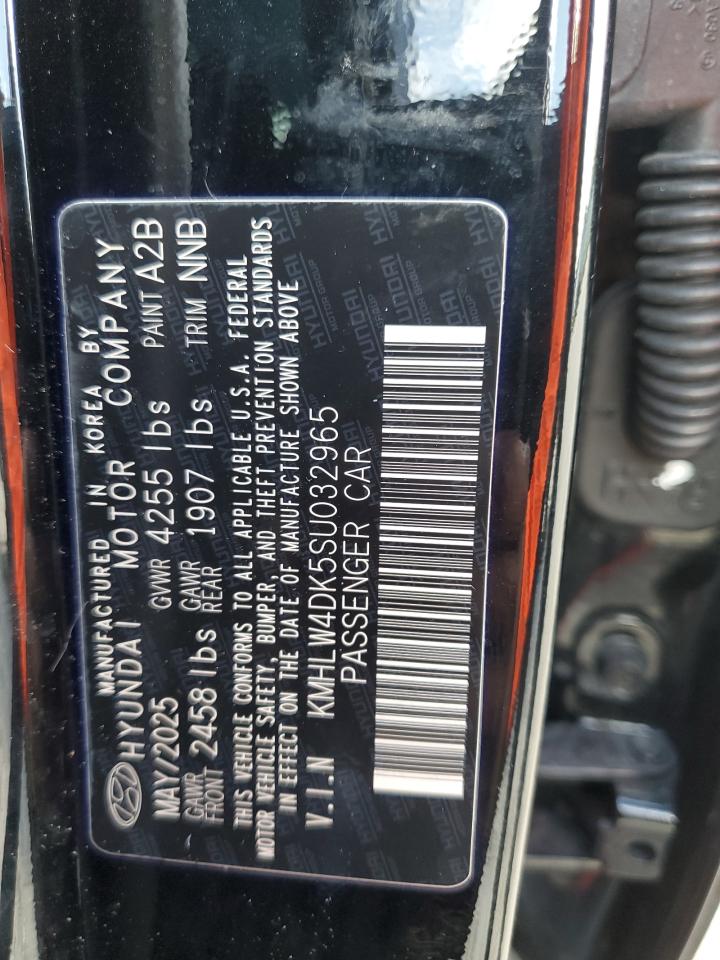 MANUFACTURED IN KOREA BY
HYUNDAI MOTOR COMPANY
MAY/2025 GVWR 4255 lbs PAINT A2B
GAWR FRONT 2458 lbs GAWR REAR 1907 lbs TRIM NNB
THIS VEHICLE CONFORMS TO ALL APPLICABLE U.S.A. FEDERAL
MOTOR VEHICLE SAFETY, BUMPER, AND THEFT PREVENTION STANDARDS
IN EFFECT ON THE DATE OF MANUFACTURE SHOWN ABOVE
V.I.N KMHLW4DK5SU032965
PASSENGER CAR